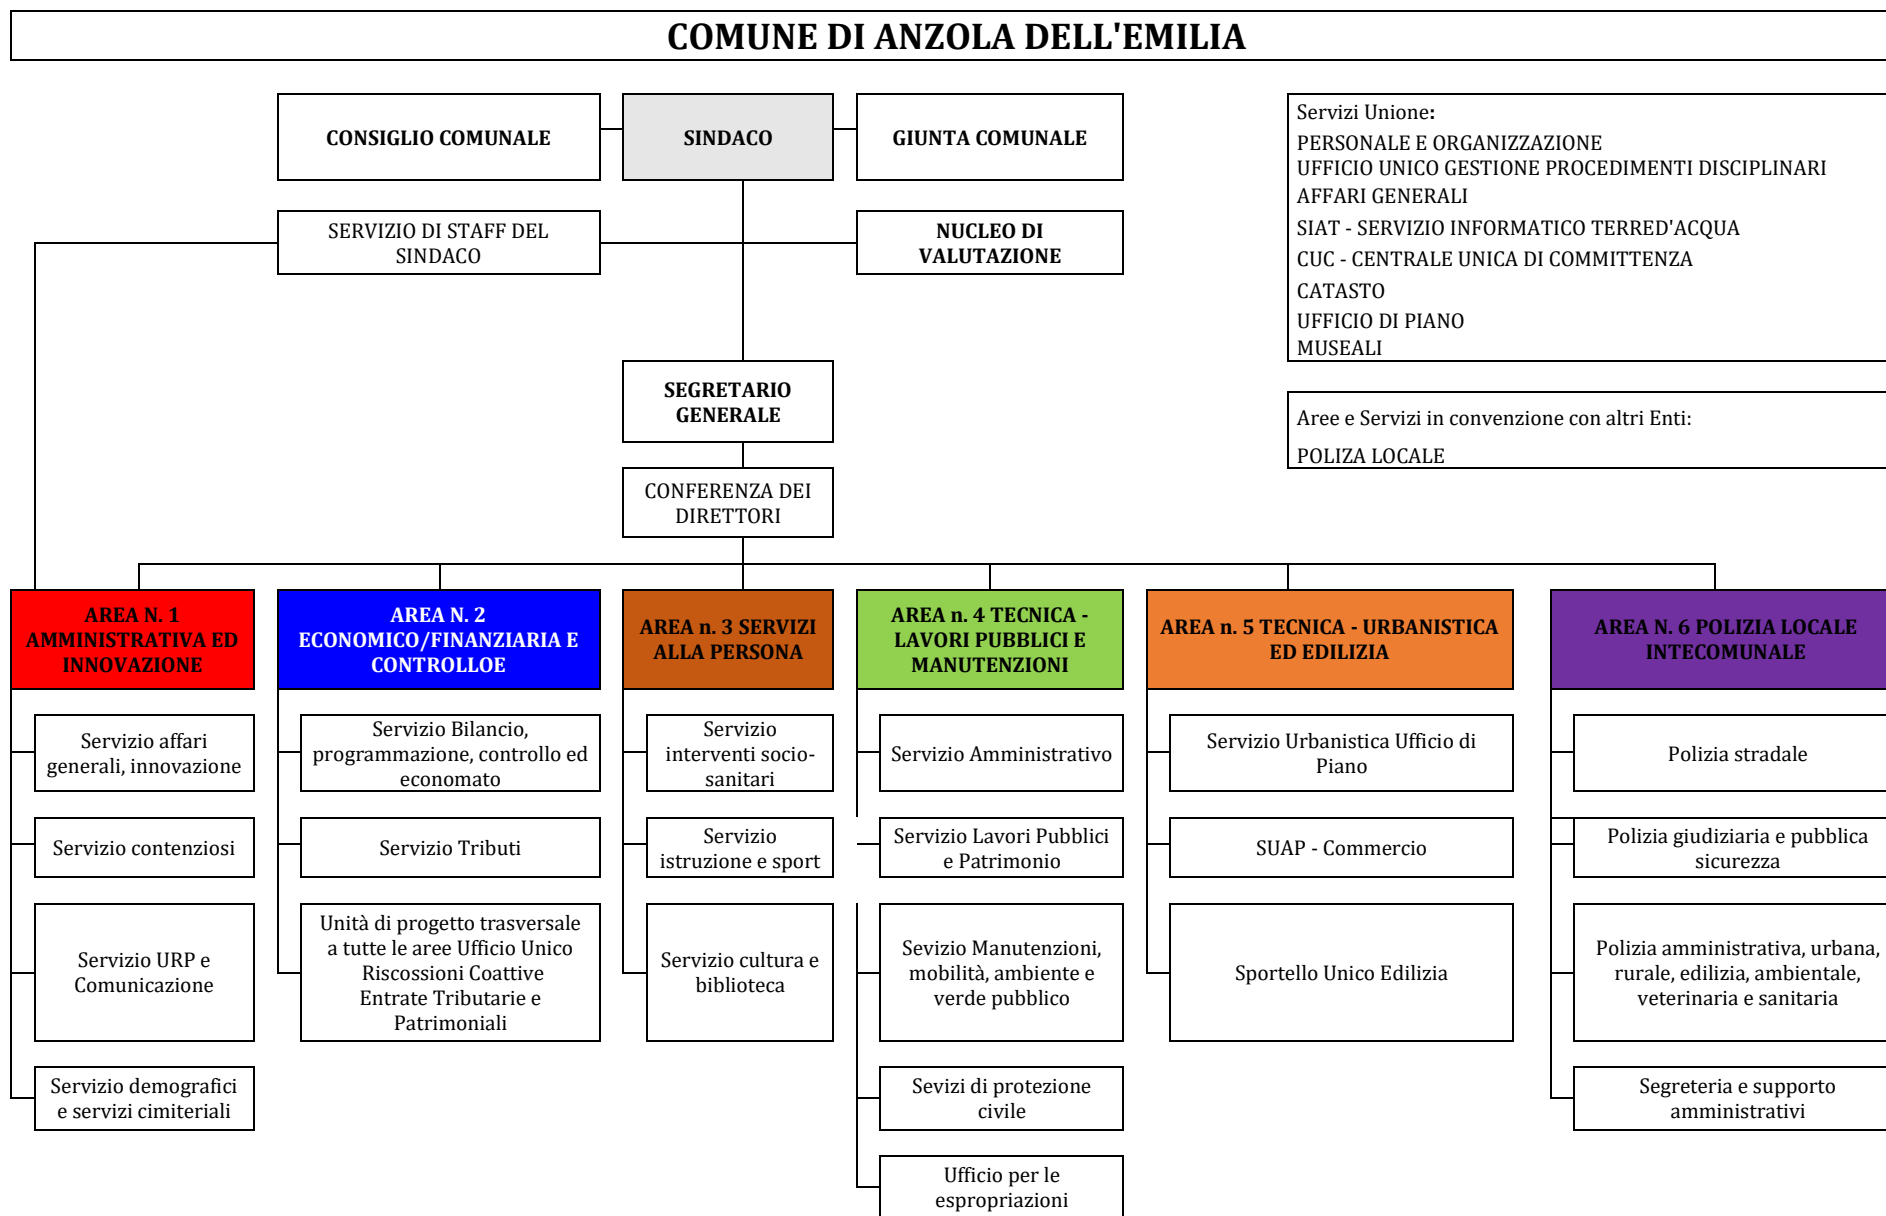 COMUNE DI ANZOLA DELL'EMILIA
CONSIGLIO COMUNALE
SINDACO
GIUNTA COMUNALE
SERVIZIO DI STAFF DEL
SINDACO
NUCLEO DI
VALUTAZIONE
Servizi Unione:
PERSONALE E ORGANIZZAZIONE
UFFICIO UNICO GESTIONE PROCEDIMENTI DISCIPLINARI
AFFARI GENERALI
SIAT - SERVIZIO INFORMATICO TERRED'ACQUA
CUC - CENTRALE UNICA DI COMMITTENZA
CATASTO
UFFICIO DI PIANO
MUSEALI
SEGRETARIO
GENERALE
Aree e Servizi in convenzione con altri Enti:
POLIZA LOCALE
CONFERENZA DEI
DIRETTORI
AREA N. 1
AMMINISTRATIVA ED
INNOVAZIONE
Servizio affari
generali, innovazione
Servizio contenziosi
Servizio URP e
Comunicazione
Servizio demografici
e servizi cimiteriali
AREA N. 2
ECONOMICO/FINANZIARIA E
CONTROLLOE
Servizio Bilancio,
programmazione, controllo ed
economato
Servizio Tributi
Unità di progetto trasversale
a tutte le aree Ufficio Unico
Riscossioni Coattive
Entrate Tributarie e
Patrimoniali
AREA n. 3 SERVIZI
ALLA PERSONA
Servizio
interventi socio-
sanitari
Servizio
istruzione e sport
Servizio cultura e
biblioteca
AREA n. 4 TECNICA -
LAVORI PUBBLICI E
MANUTENZIONI
Servizio Amministrativo
Servizio Lavori Pubblici
e Patrimonio
Sevizio Manutenzioni,
mobilità, ambiente e
verde pubblico
Sevizi di protezione
civile
Ufficio per le
espropriazioni
AREA n. 5 TECNICA - URBANISTICA
ED EDILIZIA
Servizio Urbanistica Ufficio di
Piano
SUAP - Commercio
Sportello Unico Edilizia
AREA N. 6 POLIZIA LOCALE
INTECOMUNALE
Polizia stradale
Polizia giudiziaria e pubblica
sicurezza
Polizia amministrativa, urbana,
rurale, edilizia, ambientale,
veterinaria e sanitaria
Segreteria e supporto
amministrativi